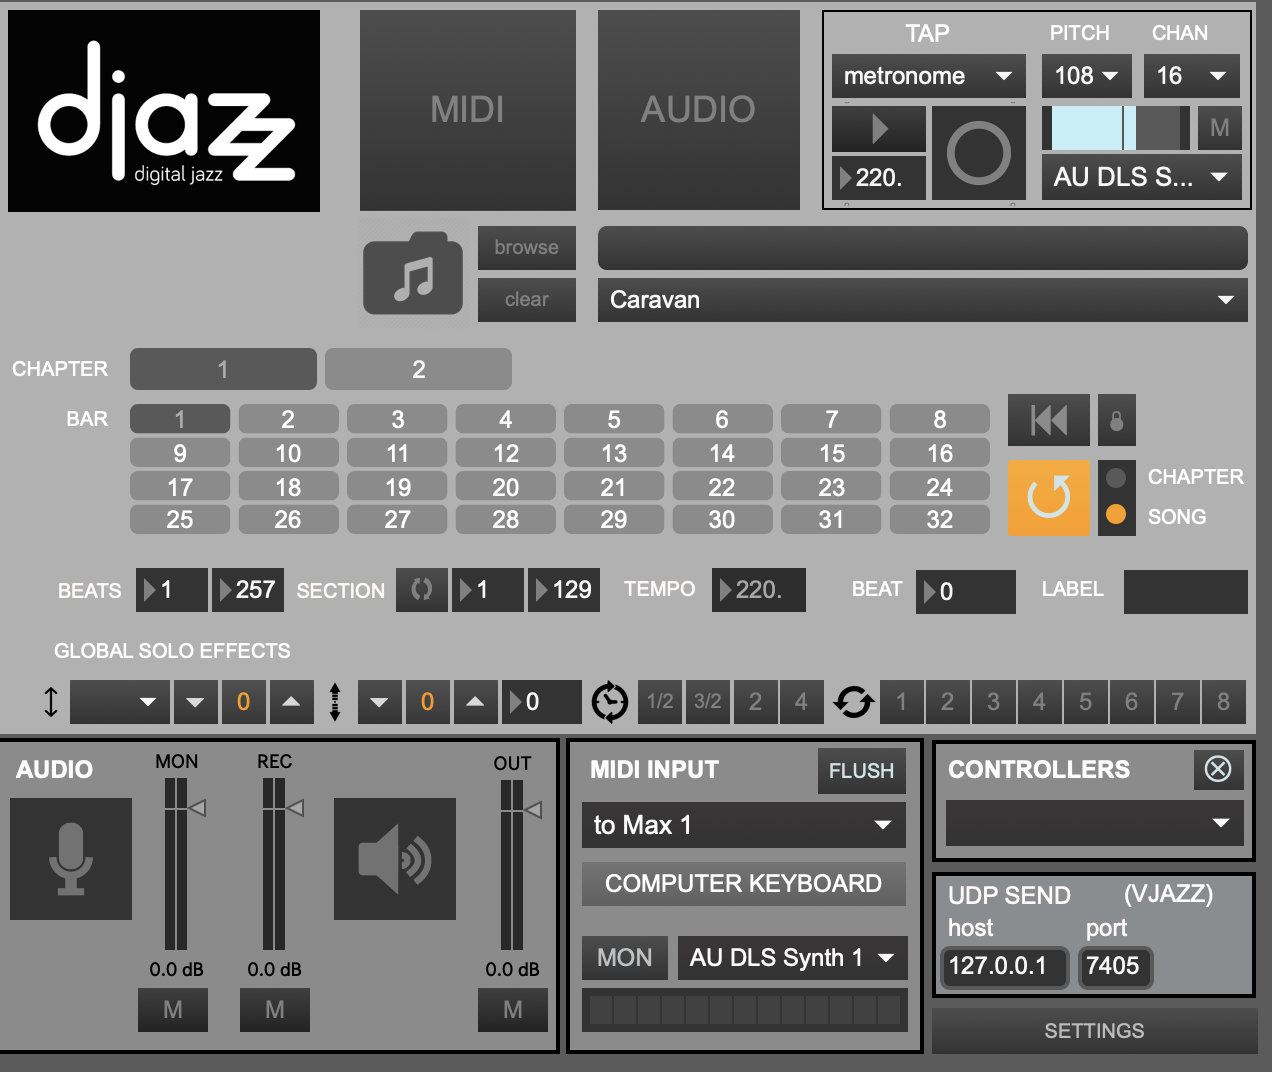 djazz
digital jazz
MIDI
AUDIO
TAP
PITCH
CHAN
metronome
108
16
M
220.
AU DLS S...
browse
clear
Caravan
CHAPTER
1
2
BAR
1
2
3
4
5
6
7
8
9
10
11
12
13
14
15
16
17
18
19
20
21
22
23
24
25
26
27
28
29
30
31
32
CHAPTER
SONG
BEATS
1
257
SECTION
1
129
TEMPO
220.
BEAT
0
LABEL
GLOBAL SOLO EFFECTS
0
0
0
1/2
3/2
2
4
1
2
3
4
5
6
7
8
AUDIO
MON
REC
OUT
0.0 dB
0.0 dB
0.0 dB
M
M
M
MIDI INPUT
FLUSH
to Max 1
COMPUTER KEYBOARD
MON
AU DLS Synth 1
CONTROLLERS
UDP SEND
(VJAZZ)
host
port
127.0.0.1
7405
SETTINGS